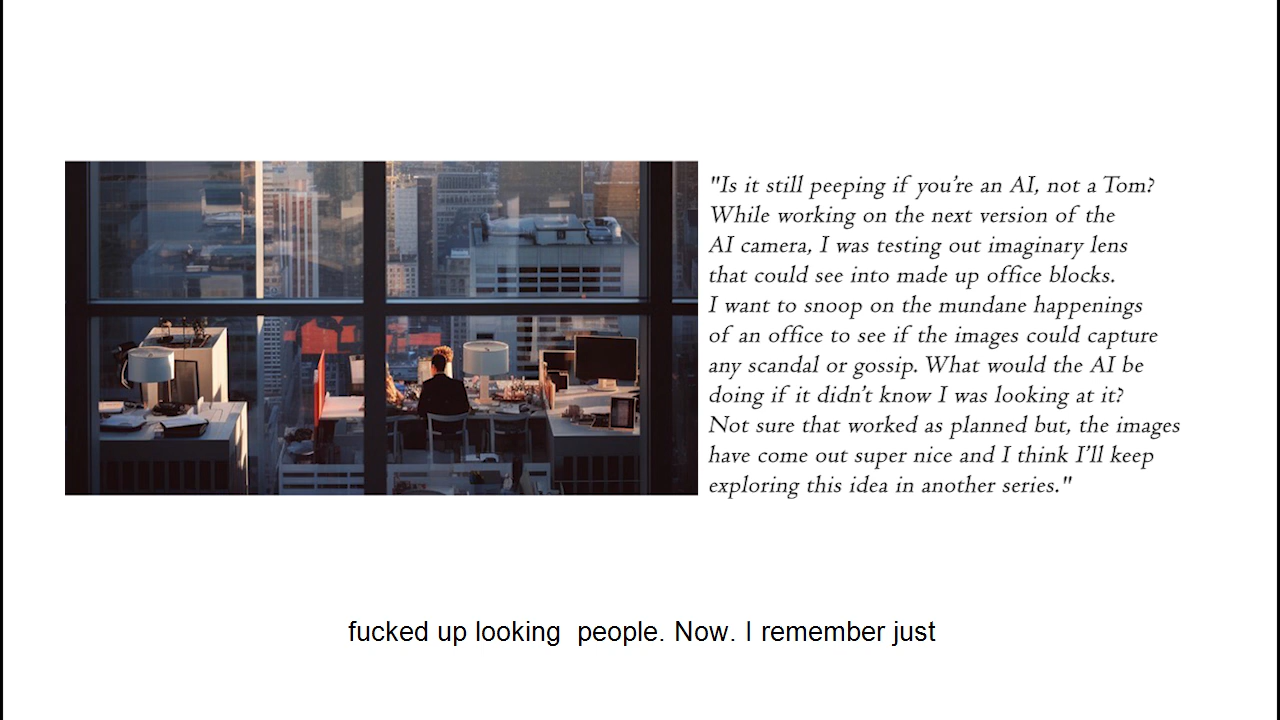 "Is it still peeping if you’re an AI, not a Tom?
While working on the next version of the
AI camera, I was testing out imaginary lens
that could see into made up office blocks.
I want to snoop on the mundane happenings
of an office to see if the images could capture
any scandal or gossip. What would the AI be
doing if it didn’t know I was looking at it?
Not sure that worked as planned but, the images
have come out super nice and I think I’ll keep
exploring this idea in another series."
fucked up looking  people. Now. I remember just